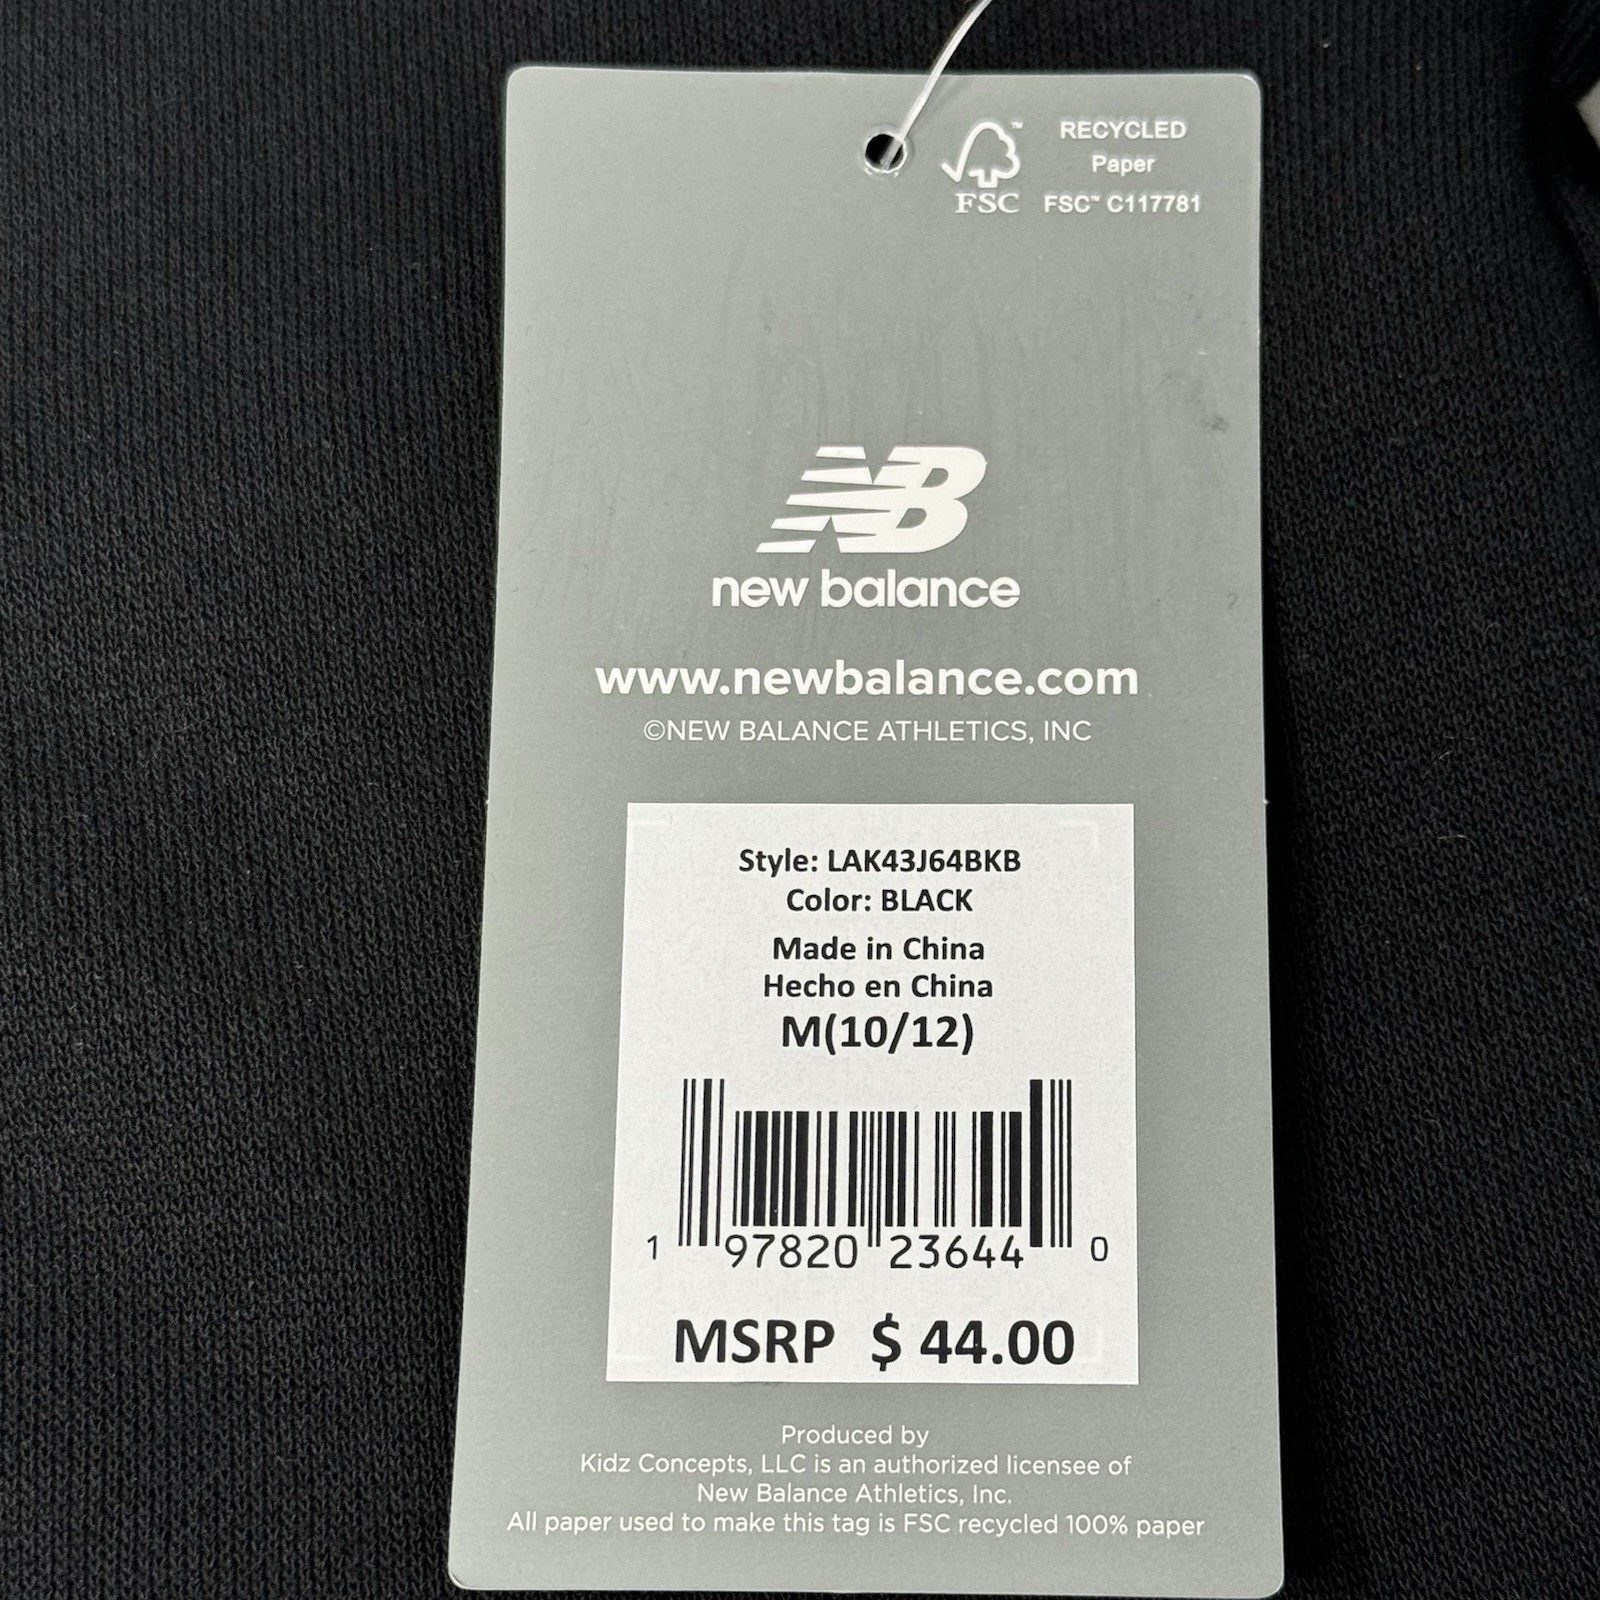 RECYCLED
Paper
FSC™ C117781
™
FSC
NB
new balance
www.newbalance.com
©NEW BALANCE ATHLETICS, INC
Style: LAK43J64BKB
Color: BLACK
Made in China
Hecho en China
M(10/12)
1 97820 23644 0
MSRP $ 44.00
Produced by
Kidz Concepts, LLC is an authorized licensee of
New Balance Athletics, Inc.
All paper used to make this tag is FSC recycled 100% paper